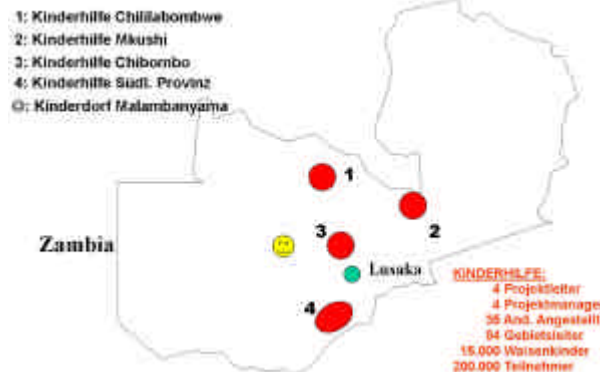 1: Kinderhilfe Chililabombwe
2: Kinderhilfe Mkushi
3: Kinderhilfe Chibombo
4: Kinderhilfe Südl. Provinz
☺: Kinderdorf Malambanyama
1
2
Zambia
3
Lusaka
4
KINDERHILFE:
4 Projektleiter
4 Projektmanage
35 And. Angestellt
84 Gebietsleiter
15.000 Waisenkinder
200.000 Teilnehmer